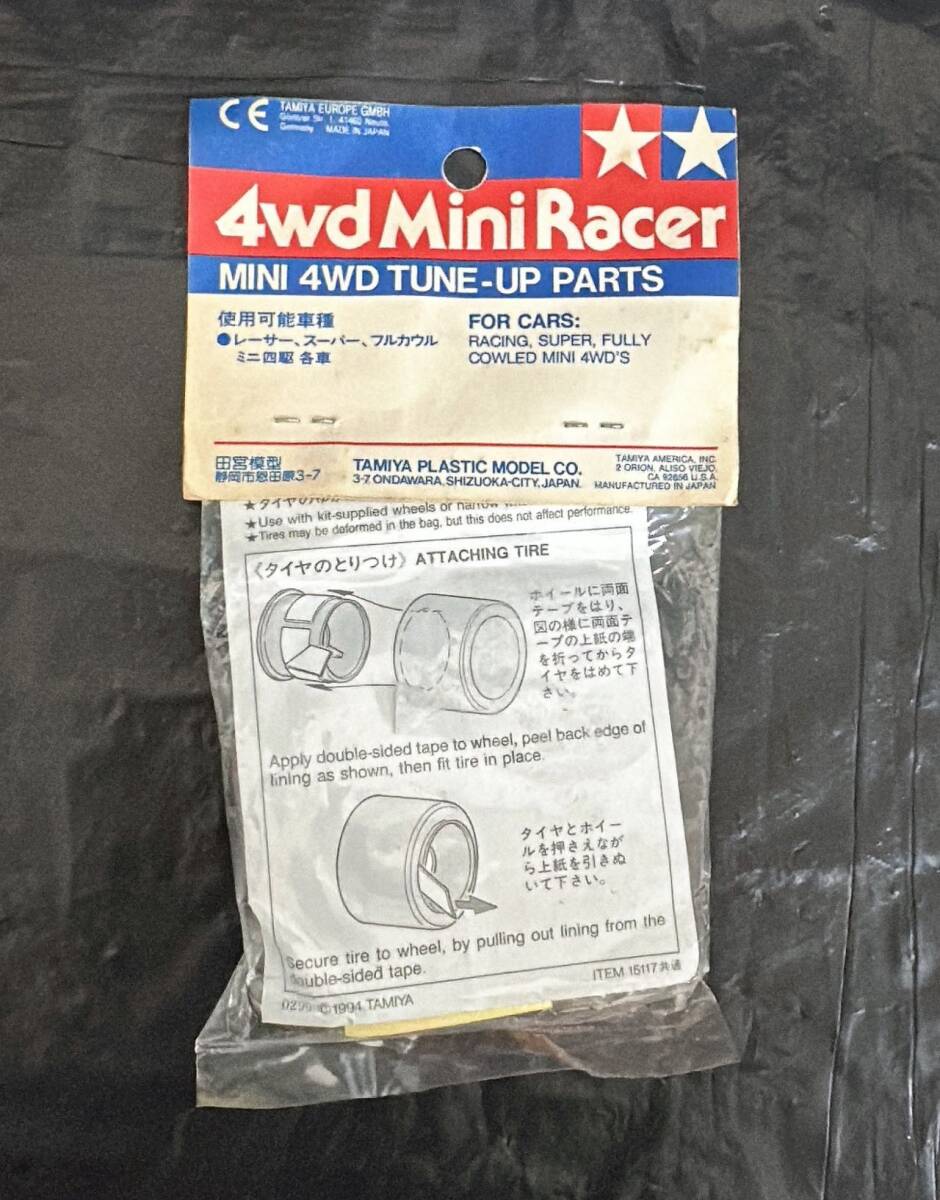 CE
TAMIYA EUROPE GMBH
Germany MADE IN JAPAN
4wd Mini Racer
MINI 4WD TUNE-UP PARTS
使用可能車種
●レーサー、スーパー、フルカウル
ミニ四駆 各車
FOR CARS:
RACING, SUPER, FULLY
COWLED MINI 4WD'S
田宮模型
静岡市恩田原3-7
TAMIYA PLASTIC MODEL CO.
3-7 ONDAWARA, SHIZUOKA-CITY, JAPAN.
TAMIYA AMERICA, INC.
2 ORION, ALISO VIEJO,
CA 92656 U.S.A.
MANUFACTURED IN JAPAN
★Use with kit-supplied wheels or narrow
★Tires may be deformed in the bag, but this does not affect performance.
《タイヤのとりつけ》ATTACHING TIRE
ホイールに両面
テープをはり、
図の様に両面テ
ープの上紙の端
を折ってからタ
イヤをはめて下
さい。
Apply double-sided tape to wheel, peel back edge of
lining as shown, then fit tire in place.
タイヤとホイー
ルを押さえなが
ら上紙を引きぬ
いて下さい。
Secure tire to wheel, by pulling out lining from the
double-sided tape.
ITEM 15117共通
0299 ©1994 TAMIYA